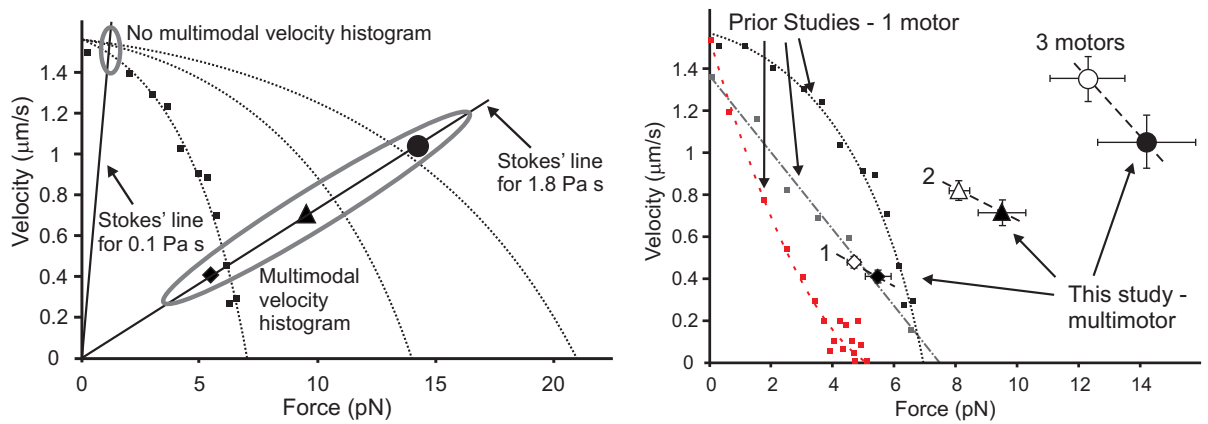 No multimodal velocity histogram
1.4
1.2
1
0.8
0.6
0.4
0.2
0
Velocity (μm/s)
Stokes' line
for 0.1 Pa s
Stokes' line
for 1.8 Pa s
Multimodal
velocity
histogram
0
5
10
15
20
Force (pN)
Prior Studies - 1 motor
3 motors
1.4
1.2
1
0.8
0.6
0.4
0.2
0
Velocity (μm/s)
2
1
This study -
multimotor
0
2
4
6
8
10
12
14
Force (pN)